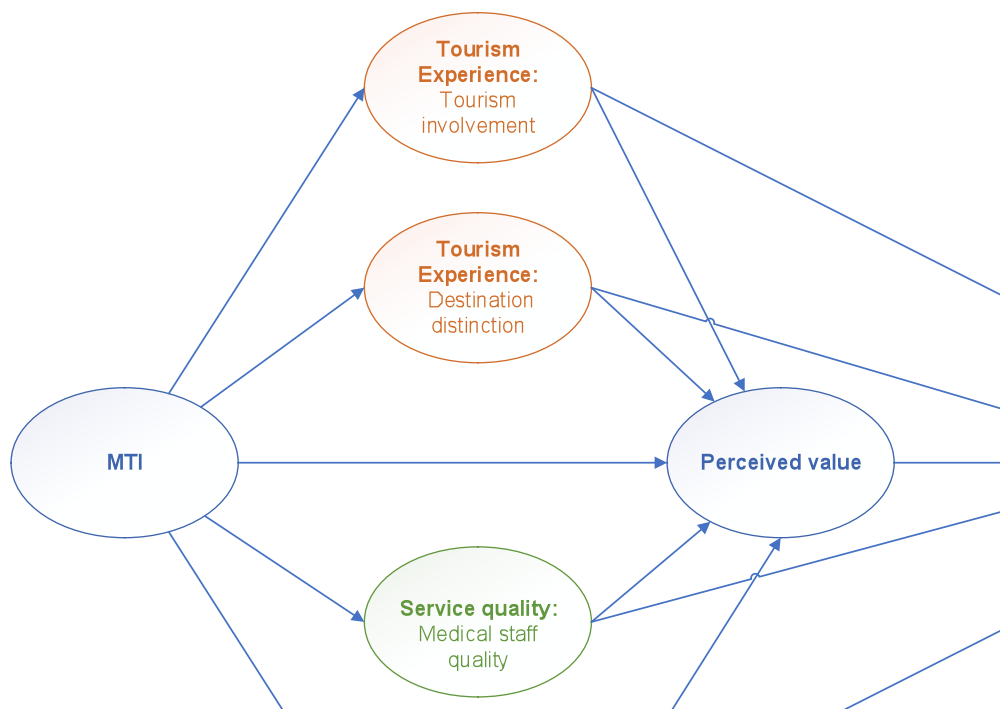 Tourism
Experience:
Tourism
involvement
Tourism
Experience:
Destination
distinction
MTI
Perceived value
Service quality:
Medical staff
quality